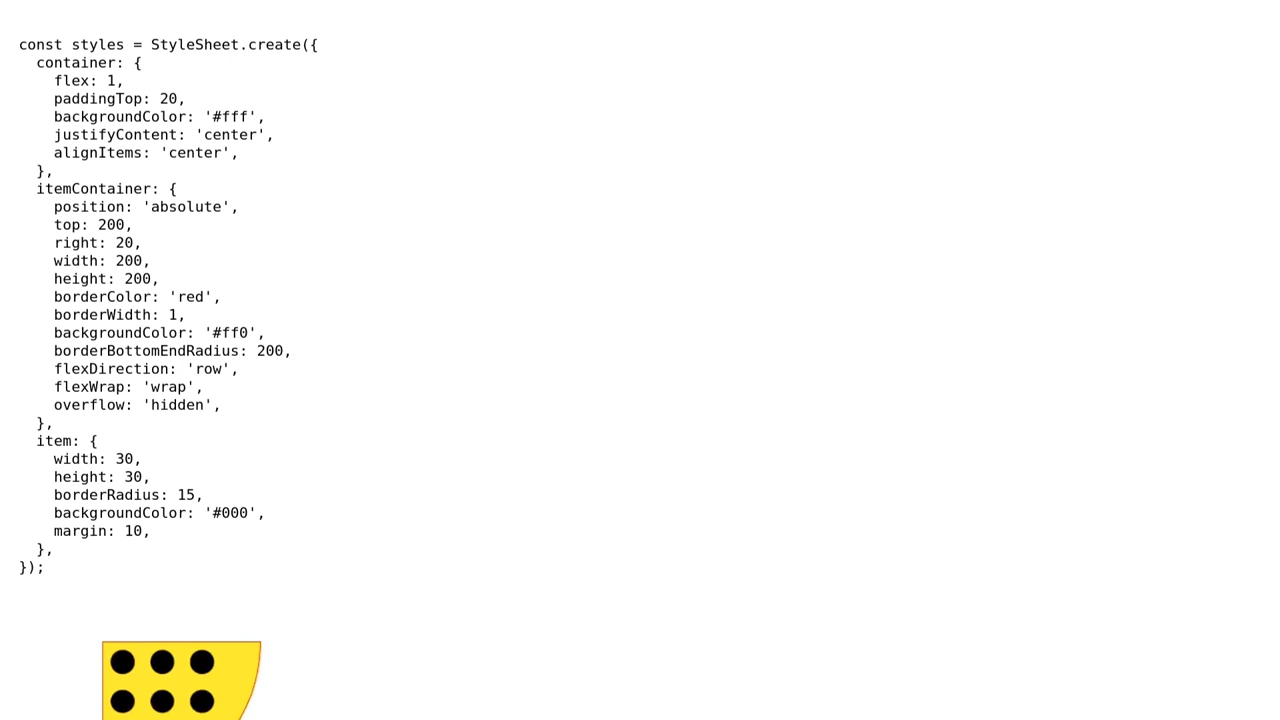 const styles = StyleSheet.create({
  container: {
    flex: 1,
    paddingTop: 20,
    backgroundColor: '#fff',
    justifyContent: 'center',
    alignItems: 'center',
  },
  itemContainer: {
    position: 'absolute',
    top: 200,
    right: 20,
    width: 200,
    height: 200,
    borderColor: 'red',
    borderWidth: 1,
    backgroundColor: '#ff0',
    borderBottomEndRadius: 200,
    flexDirection: 'row',
    flexWrap: 'wrap',
    overflow: 'hidden',
  },
  item: {
    width: 30,
    height: 30,
    borderRadius: 15,
    backgroundColor: '#000',
    margin: 10,
  },
});